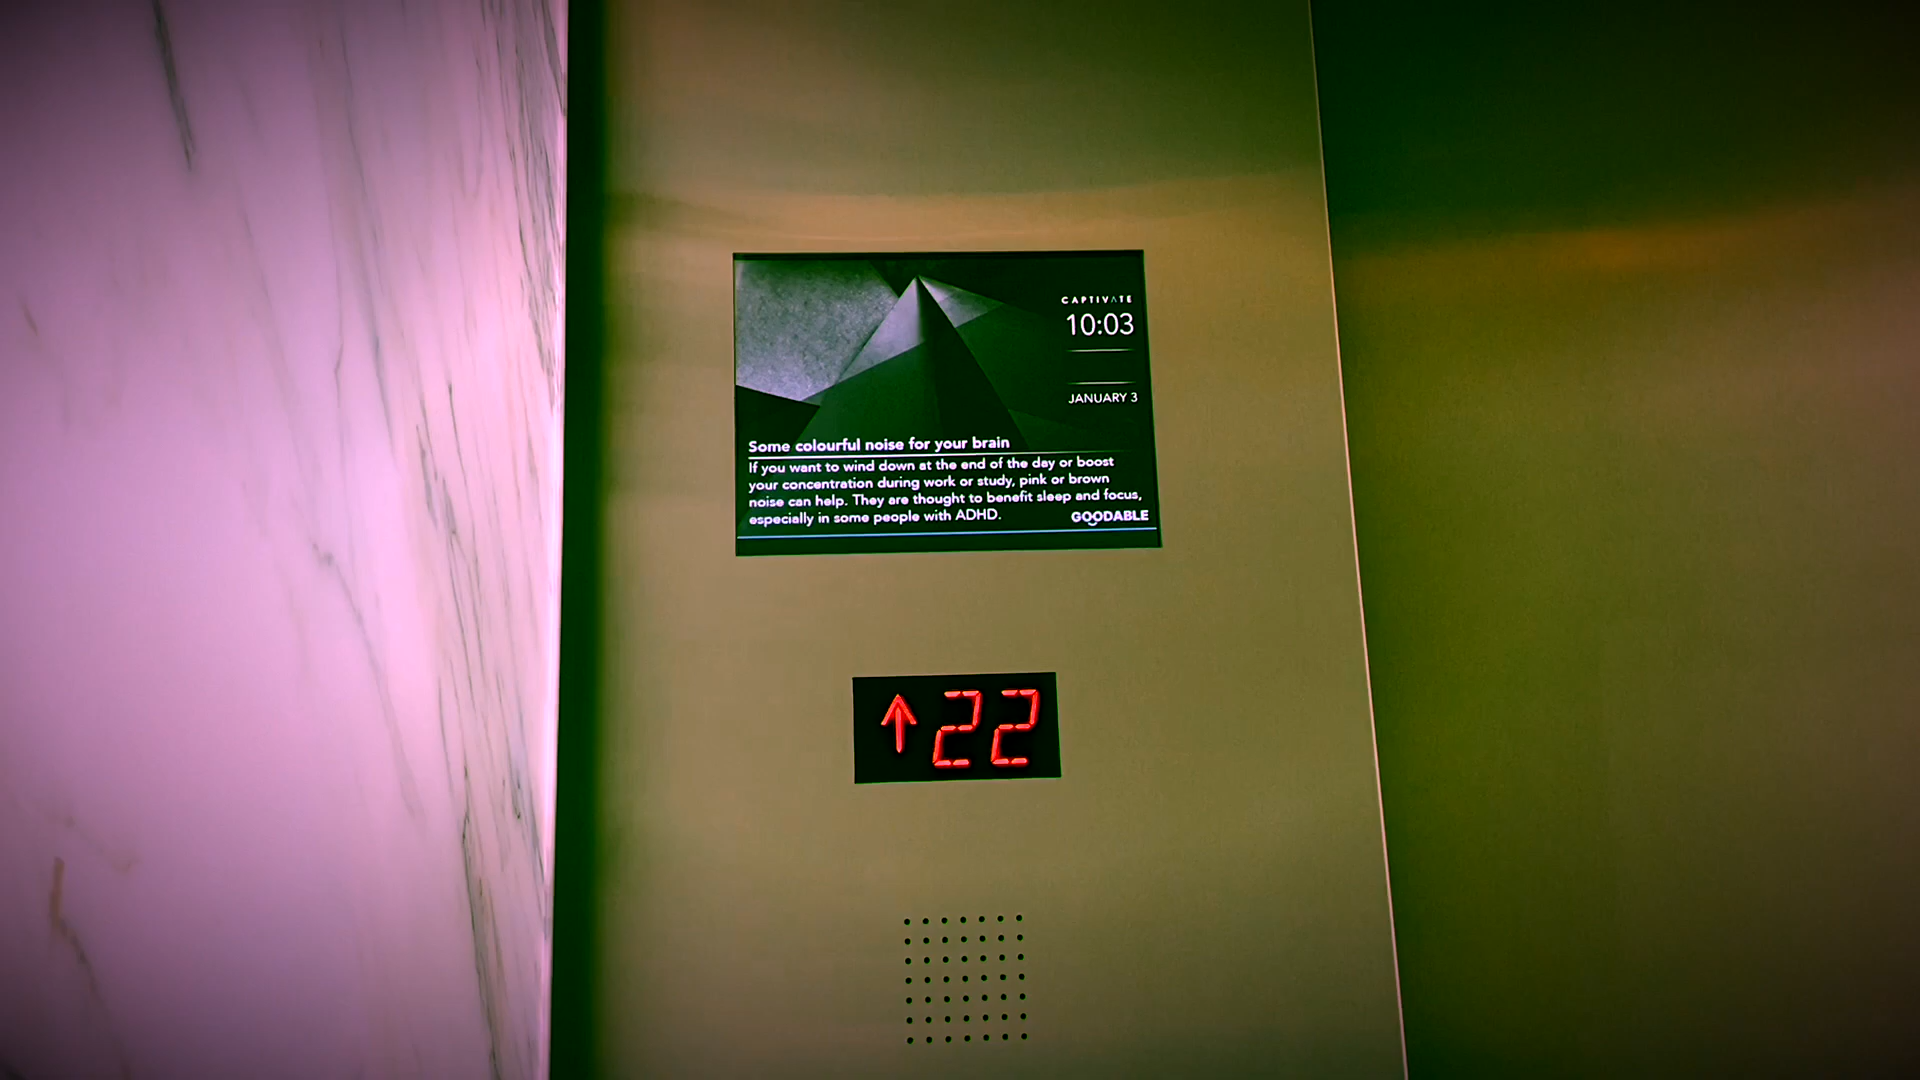 CAPTIVATE
10:03
JANUARY 3
Some colourful noise for your brain
If you want to wind down at the end of the day or boost
your concentration during work or study, pink or brown
noise can help. They are thought to benefit sleep and focus,
especially in some people with ADHD.
GOODABLE
↑ 22